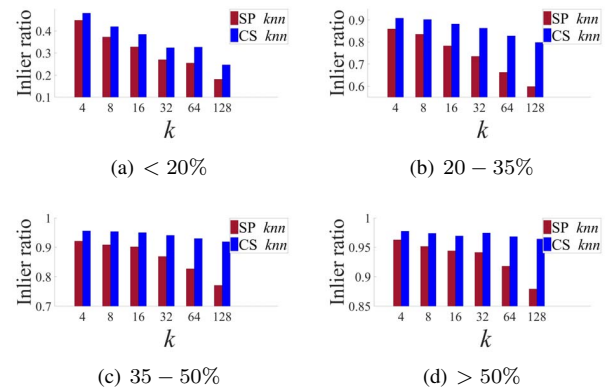 Inlier ratio
0.4
0.3
0.2
0.1
SP knn
CS knn
4 8 16 32 64 128
k
(a) < 20%
Inlier ratio
0.9
0.8
0.7
0.6
SP knn
CS knn
4 8 16 32 64 128
k
(b) 20 − 35%
Inlier ratio
1
0.9
0.8
0.7
SP knn
CS knn
4 8 16 32 64 128
k
(c) 35 − 50%
Inlier ratio
1
0.95
0.9
0.85
SP knn
CS knn
4 8 16 32 64 128
k
(d) > 50%